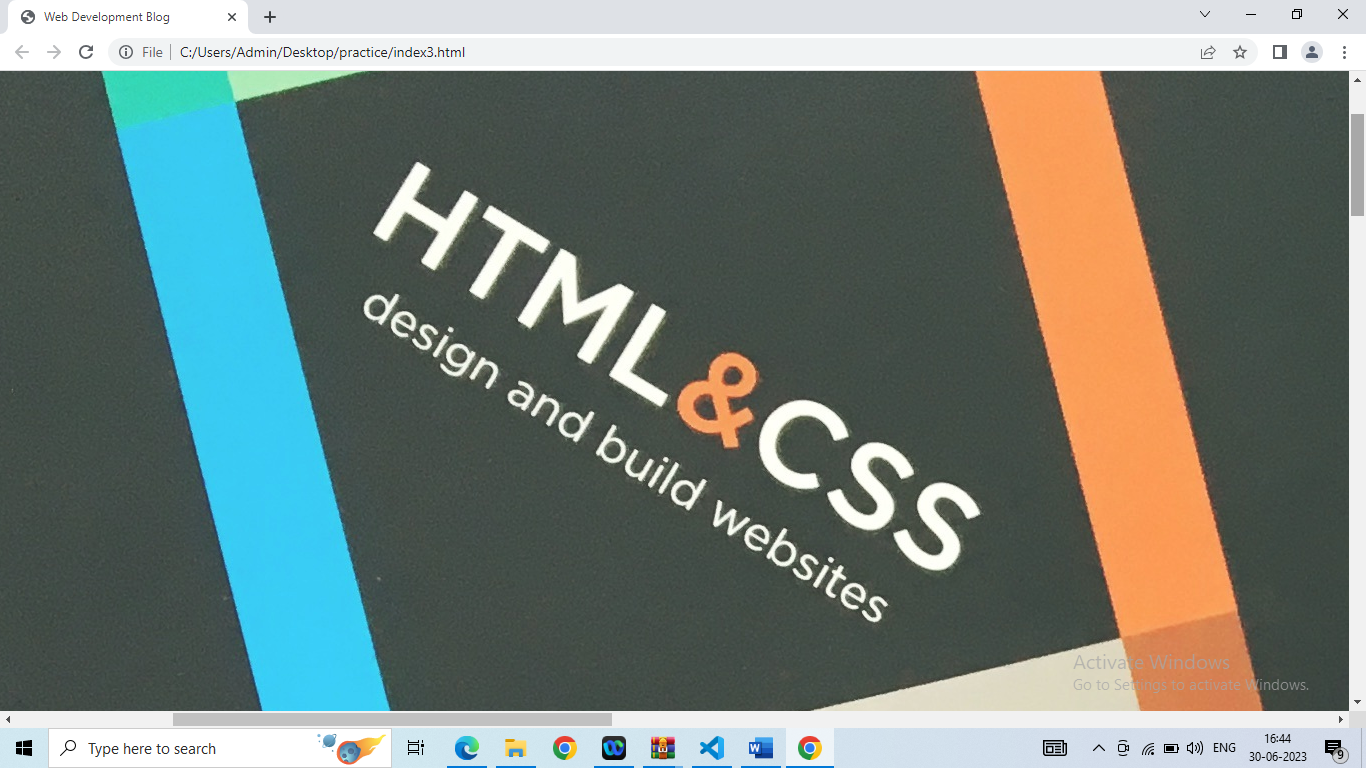 Web Development Blog
File
C:/Users/Admin/Desktop/practice/index3.html
HTML&CSS
design and build websites
Activate Windows
Go to Settings to activate Windows.
Type here to search
W
ENG
16:44
30-06-2023
9